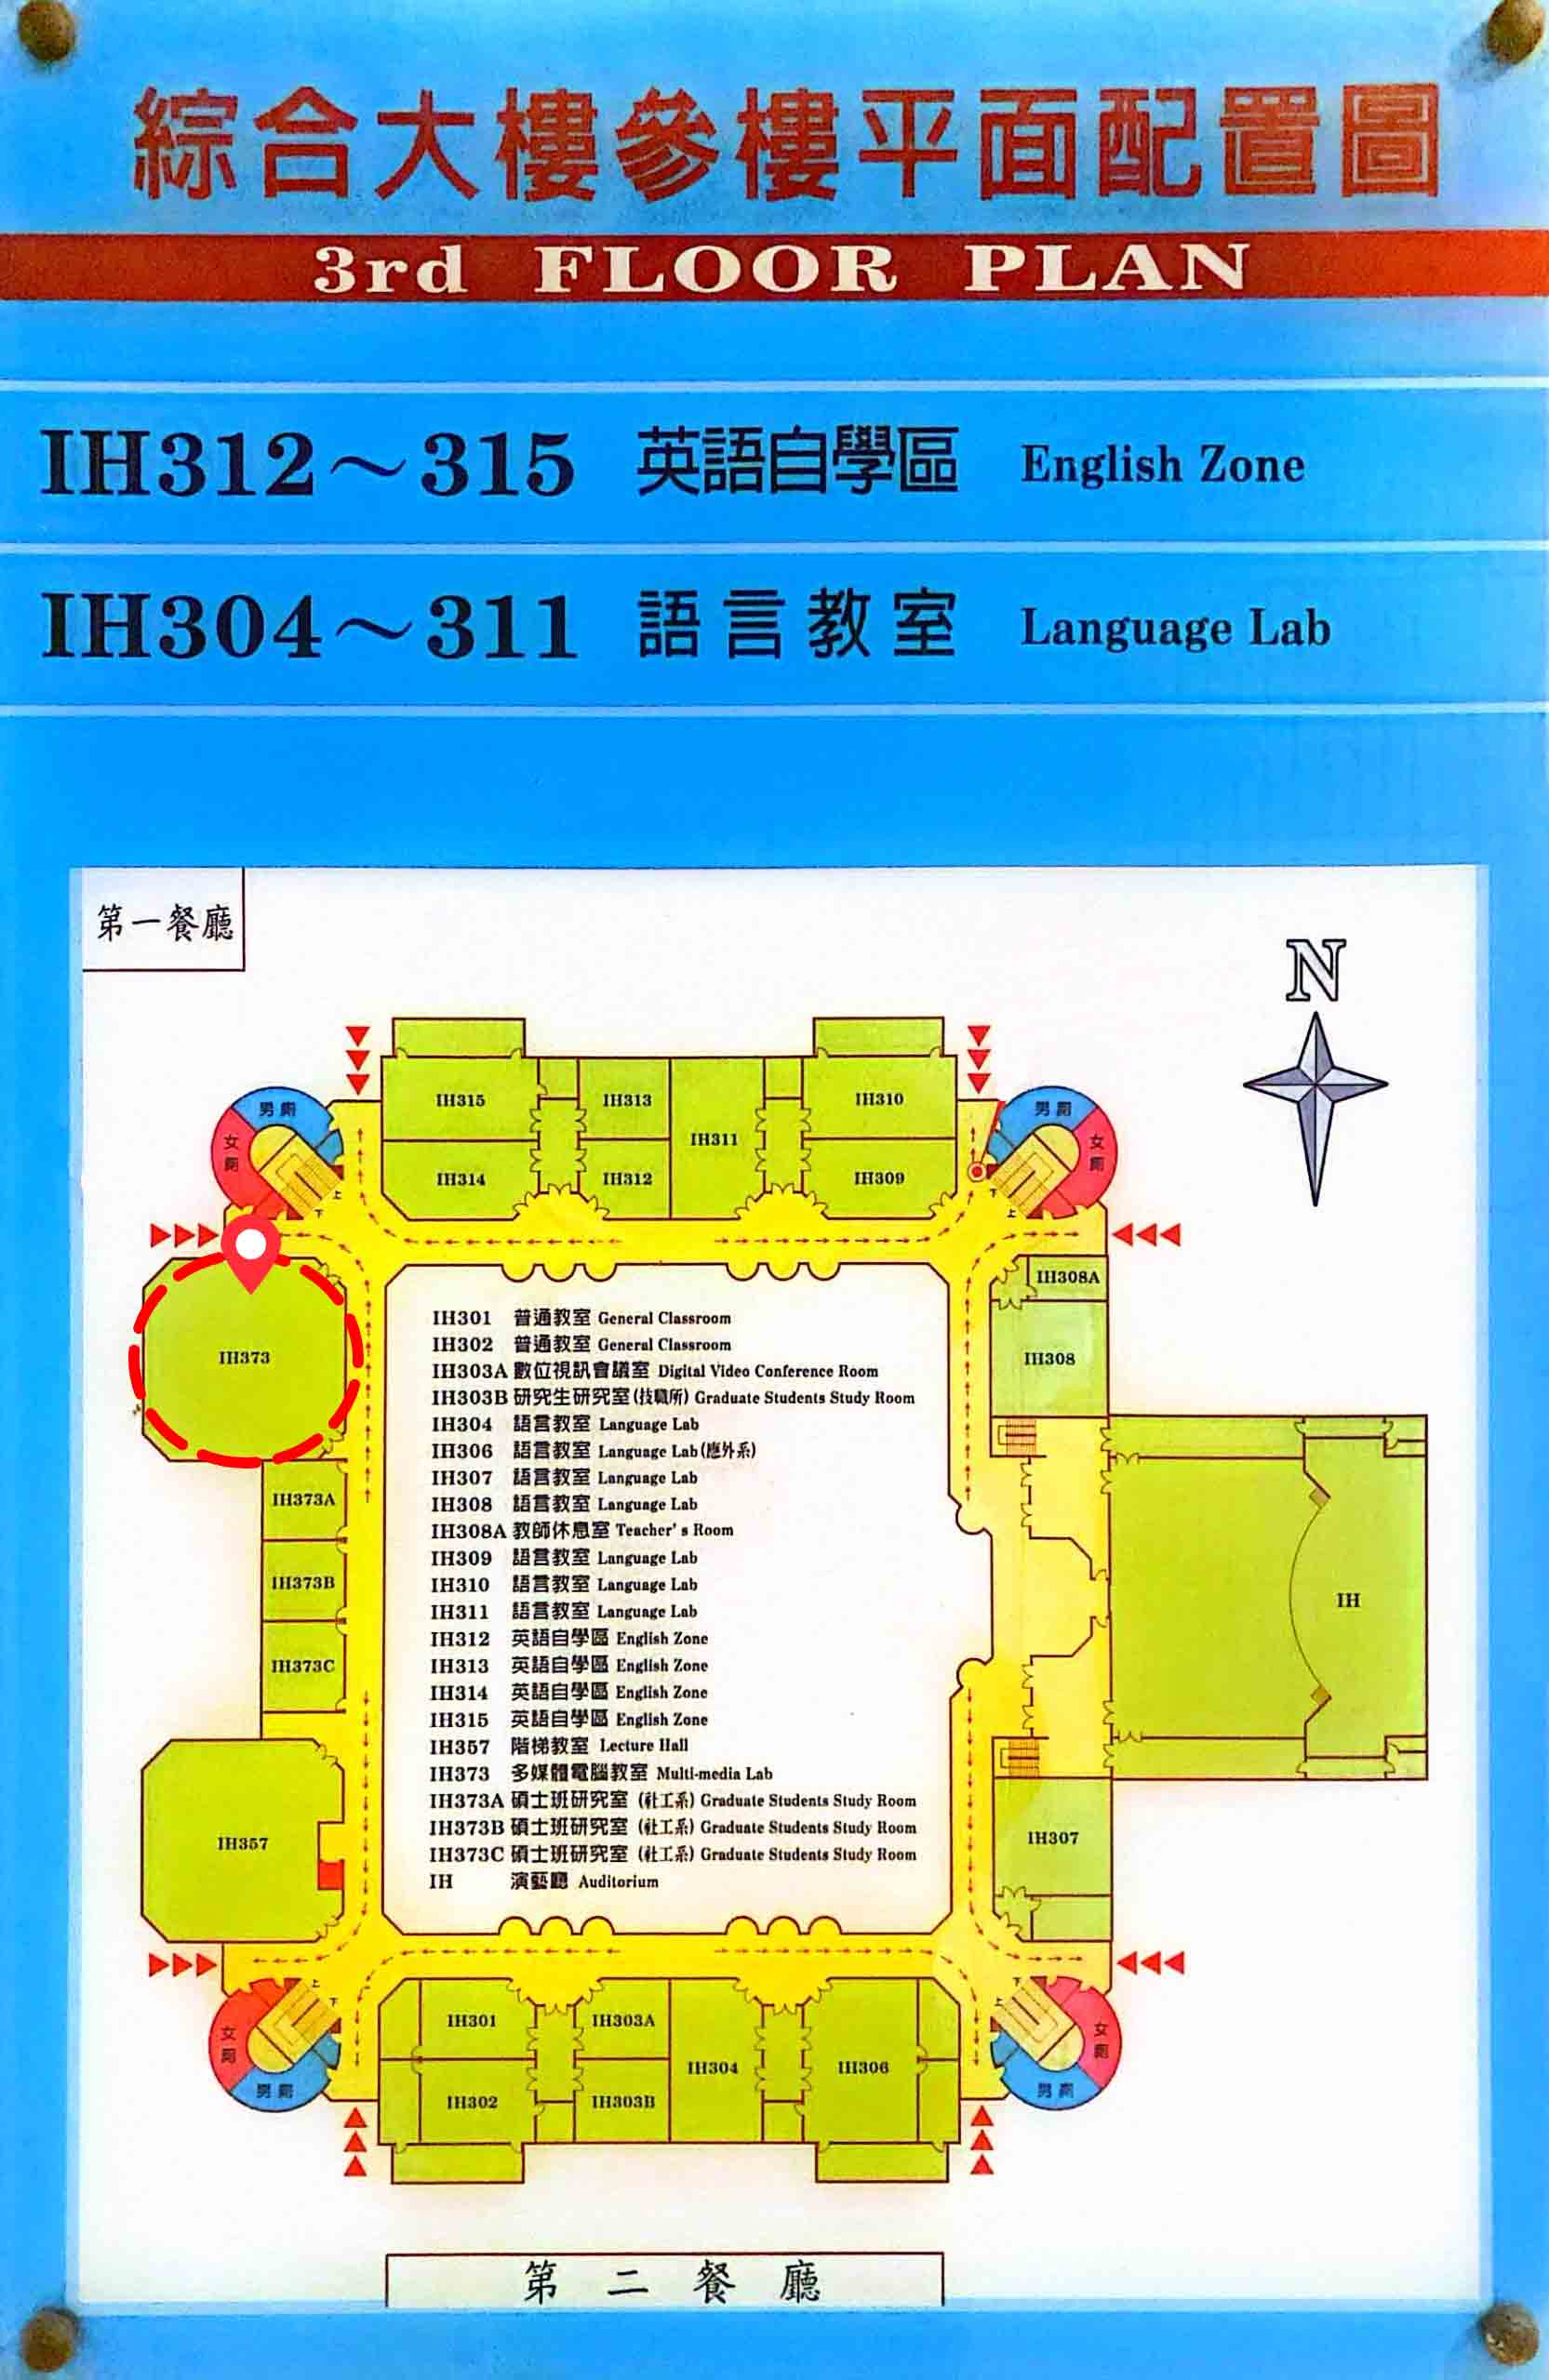 綜合大樓參樓平面配置圖
3rd FLOOR PLAN
IH312～315 英語自學區 English Zone
IH304～311 語言教室 Language Lab
第一餐廳
N
男廁
女廁
上
下
IH315
IH314
IH313
IH312
IH311
IH310
IH309
男廁
女廁
下
上
IH373
IH308A
IH308
IH373A
IH373B
IH373C
IH357
IH
IH307
IH301 普通教室 General Classroom
IH302 普通教室 General Classroom
IH303A 數位視訊會議室 Digital Video Conference Room
IH303B 研究生研究室(技職所) Graduate Students Study Room
IH304 語言教室 Language Lab
IH306 語言教室 Language Lab(應外系)
IH307 語言教室 Language Lab
IH308 語言教室 Language Lab
IH308A 教師休息室 Teacher's Room
IH309 語言教室 Language Lab
IH310 語言教室 Language Lab
IH311 語言教室 Language Lab
IH312 英語自學區 English Zone
IH313 英語自學區 English Zone
IH314 英語自學區 English Zone
IH315 英語自學區 English Zone
IH357 階梯教室 Lecture Hall
IH373 多媒體電腦教室 Multi-media Lab
IH373A 碩士班研究室 (社工系) Graduate Students Study Room
IH373B 碩士班研究室 (社工系) Graduate Students Study Room
IH373C 碩士班研究室 (社工系) Graduate Students Study Room
IH 演藝廳 Auditorium
上
下
女廁
男廁
IH301
IH302
IH303A
IH303B
IH304
IH306
下
上
女廁
男廁
第二餐廳